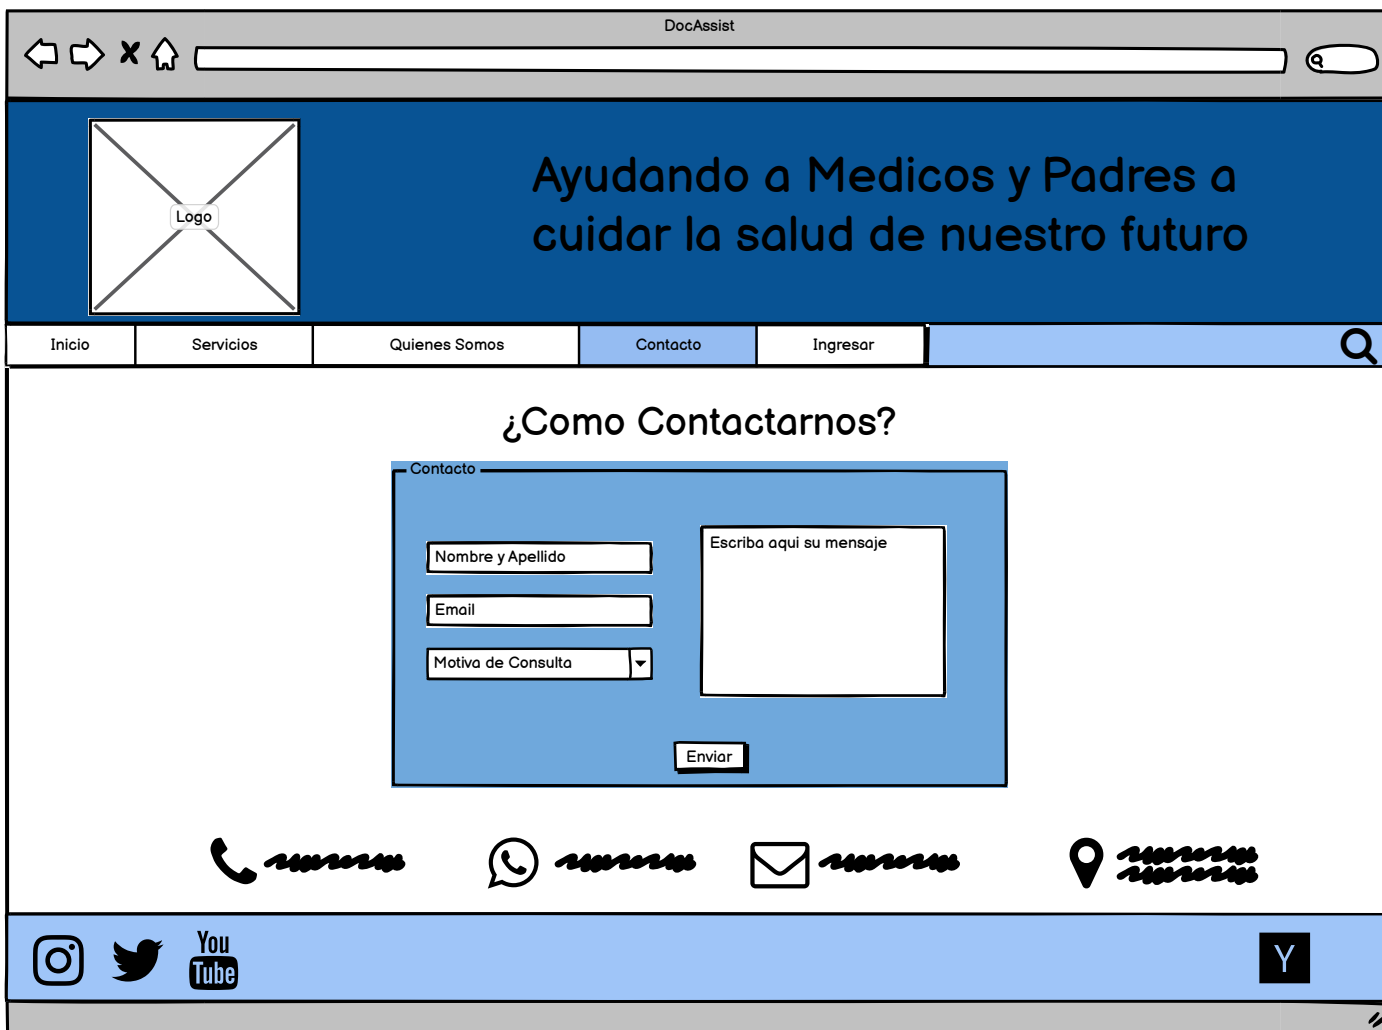 DocAssist
Logo
Ayudando a Medicos y Padres a
cuidar la salud de nuestro futuro
Inicio
Servicios
Quienes Somos
Contacto
Ingresar
¿Como Contactarnos?
Contacto
Nombre y Apellido
Email
Motiva de Consulta
Escriba aqui su mensaje
Enviar
You
Tube
Y